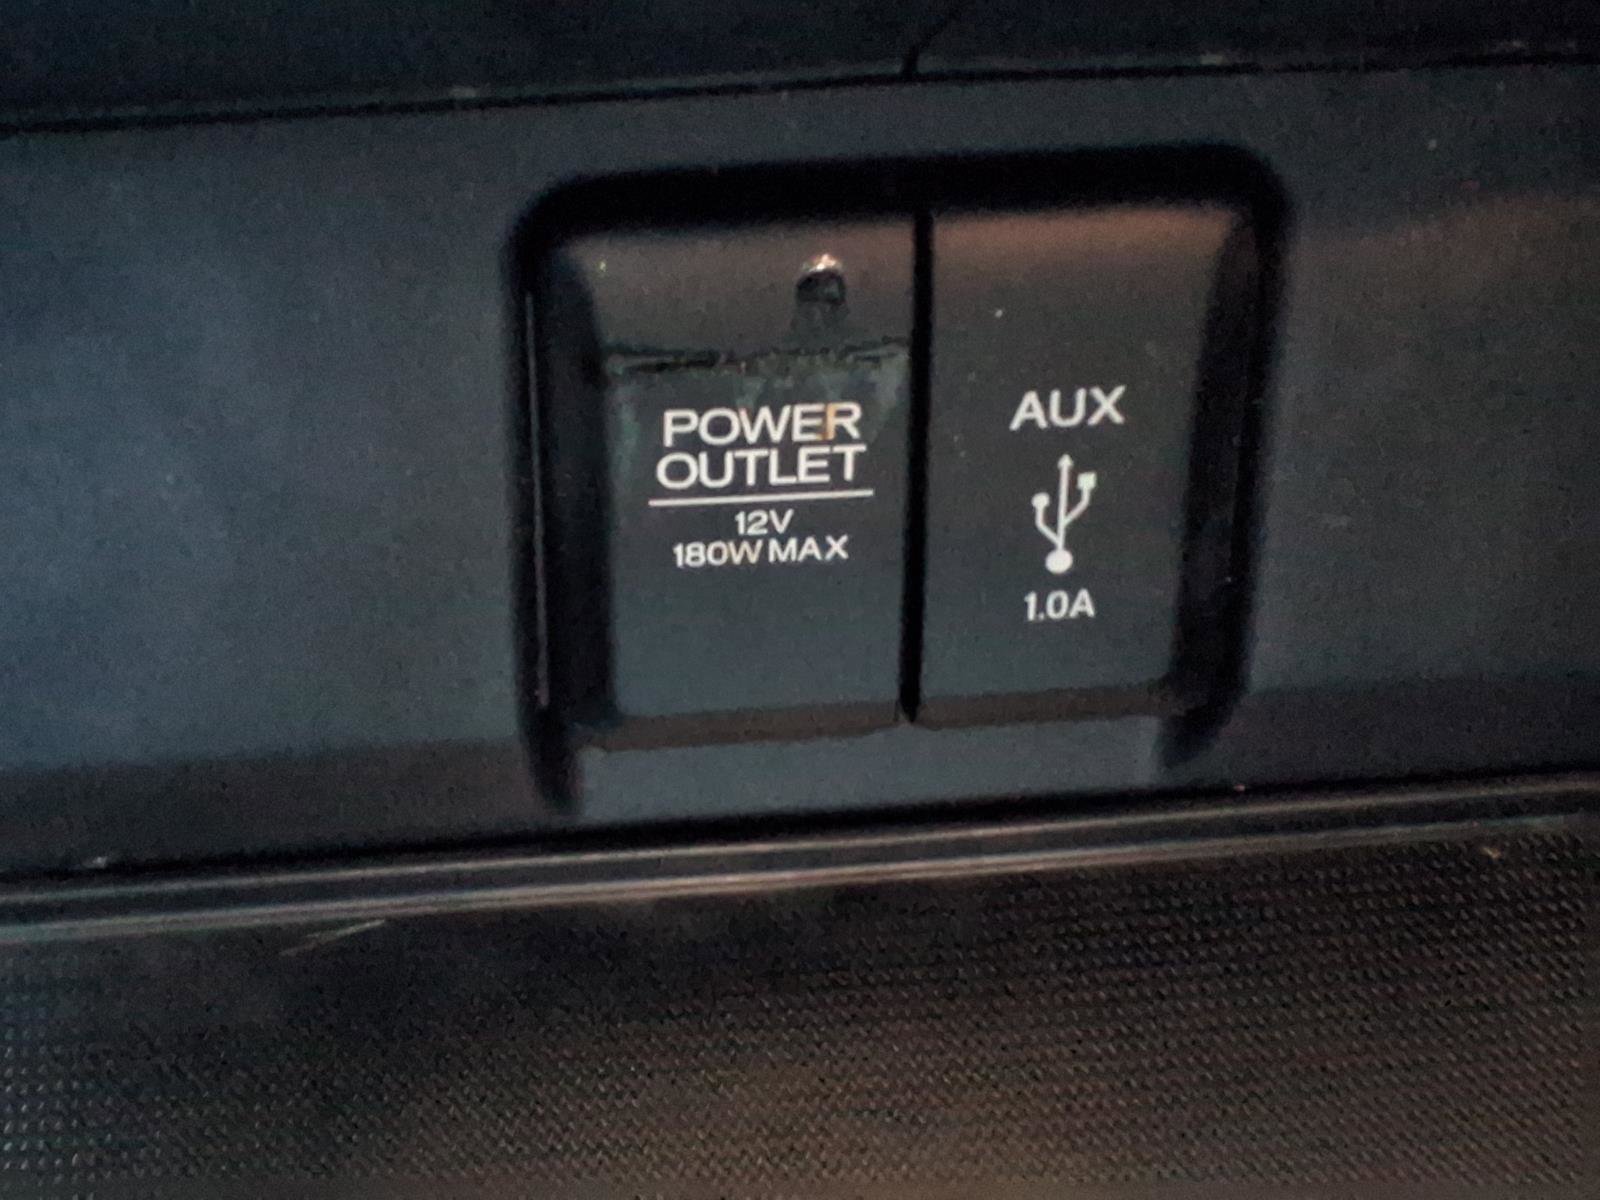 POWER
OUTLET
12V
180W MAX
AUX
1.0A